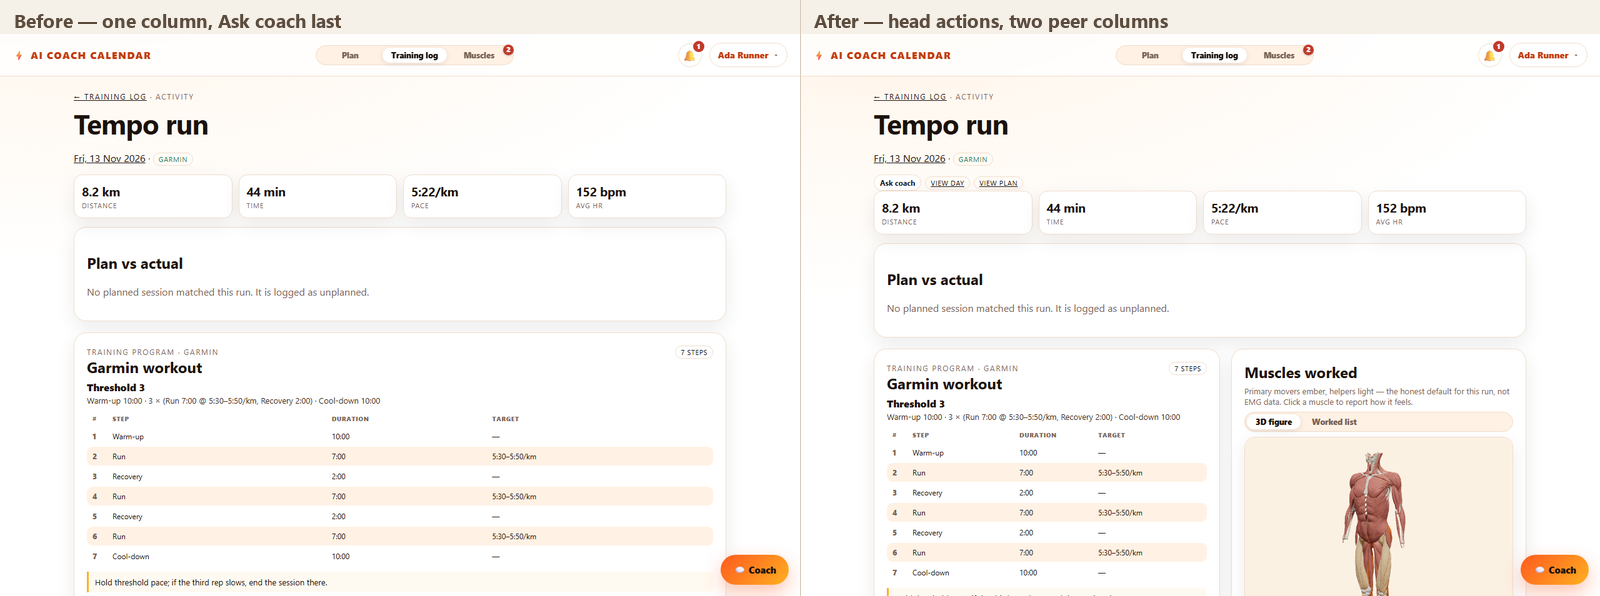 Before — one column, Ask coach last
AI COACH CALENDAR
Plan
Training log
Muscles
2
1
Ada Runner
← TRAINING LOG · ACTIVITY
Tempo run
Fri, 13 Nov 2026 · GARMIN
8.2 km
DISTANCE
44 min
TIME
5:22/km
PACE
152 bpm
AVG HR
Plan vs actual
No planned session matched this run. It is logged as unplanned.
TRAINING PROGRAM · GARMIN
7 STEPS
Garmin workout
Threshold 3
Warm-up 10:00 · 3 × (Run 7:00 @ 5:30–5:50/km, Recovery 2:00) · Cool-down 10:00
# STEP DURATION TARGET
1 Warm-up 10:00 —
2 Run 7:00 5:30–5:50/km
3 Recovery 2:00 —
4 Run 7:00 5:30–5:50/km
5 Recovery 2:00 —
6 Run 7:00 5:30–5:50/km
7 Cool-down 10:00 —
Hold threshold pace; if the third rep slows, end the session there.
Coach
After — head actions, two peer columns
AI COACH CALENDAR
Plan
Training log
Muscles
2
1
Ada Runner
← TRAINING LOG · ACTIVITY
Tempo run
Fri, 13 Nov 2026 · GARMIN
Ask coach
VIEW DAY
VIEW PLAN
8.2 km
DISTANCE
44 min
TIME
5:22/km
PACE
152 bpm
AVG HR
Plan vs actual
No planned session matched this run. It is logged as unplanned.
TRAINING PROGRAM · GARMIN
7 STEPS
Garmin workout
Threshold 3
Warm-up 10:00 · 3 × (Run 7:00 @ 5:30–5:50/km, Recovery 2:00) · Cool-down 10:00
# STEP DURATION TARGET
1 Warm-up 10:00 —
2 Run 7:00 5:30–5:50/km
3 Recovery 2:00 —
4 Run 7:00 5:30–5:50/km
5 Recovery 2:00 —
6 Run 7:00 5:30–5:50/km
7 Cool-down 10:00 —
Muscles worked
Primary movers ember, helpers light — the honest default for this run, not
EMG data. Click a muscle to report how it feels.
3D figure
Worked list
Coach